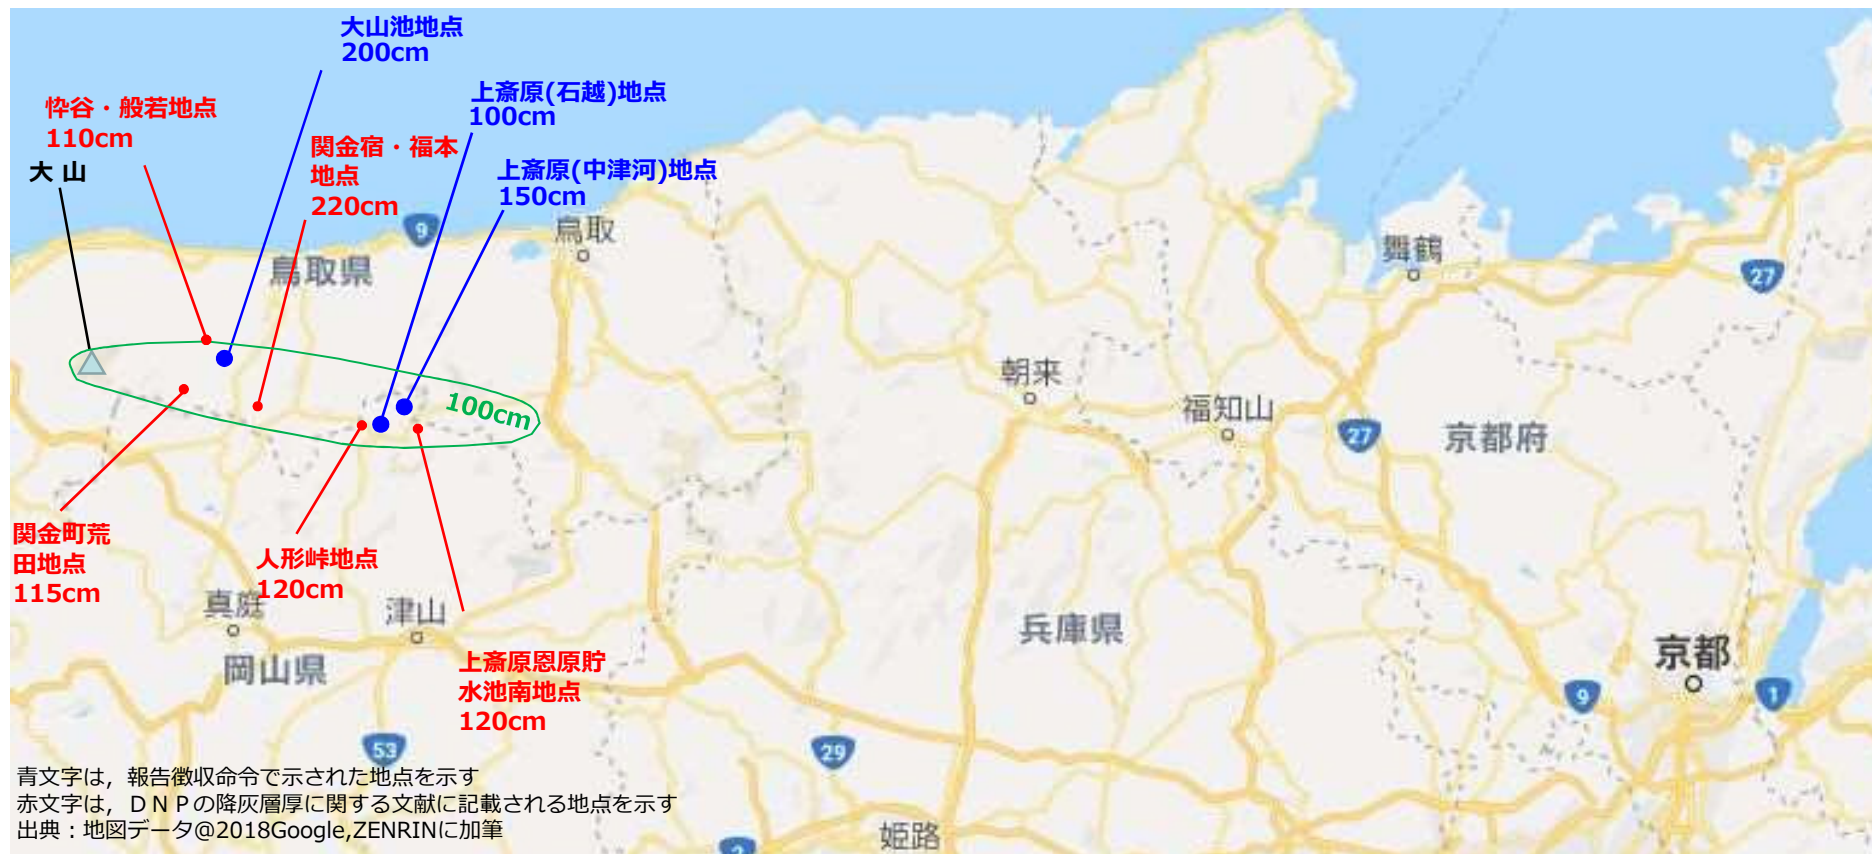 大山池地点
200cm
上斎原(石越)地点
100cm
忰谷・般若地点
110cm
関金宿・福本
地点
220cm
大 山
上斎原(中津河)地点
150cm
9
鳥取
鳥取県
舞鶴
27
朝来
100cm
福知山
27
京都府
関金町荒
田地点
115cm
人形峠地点
120cm
真庭
津山
兵庫県
京都
岡山県
上斎原恩原貯
水池南地点
120cm
9
1
53
29
青文字は，報告徴収命令で示された地点を示す
赤文字は，ＤＮＰの降灰層厚に関する文献に記載される地点を示す
出典：地図データ@2018Google,ZENRINに加筆
姫路
2